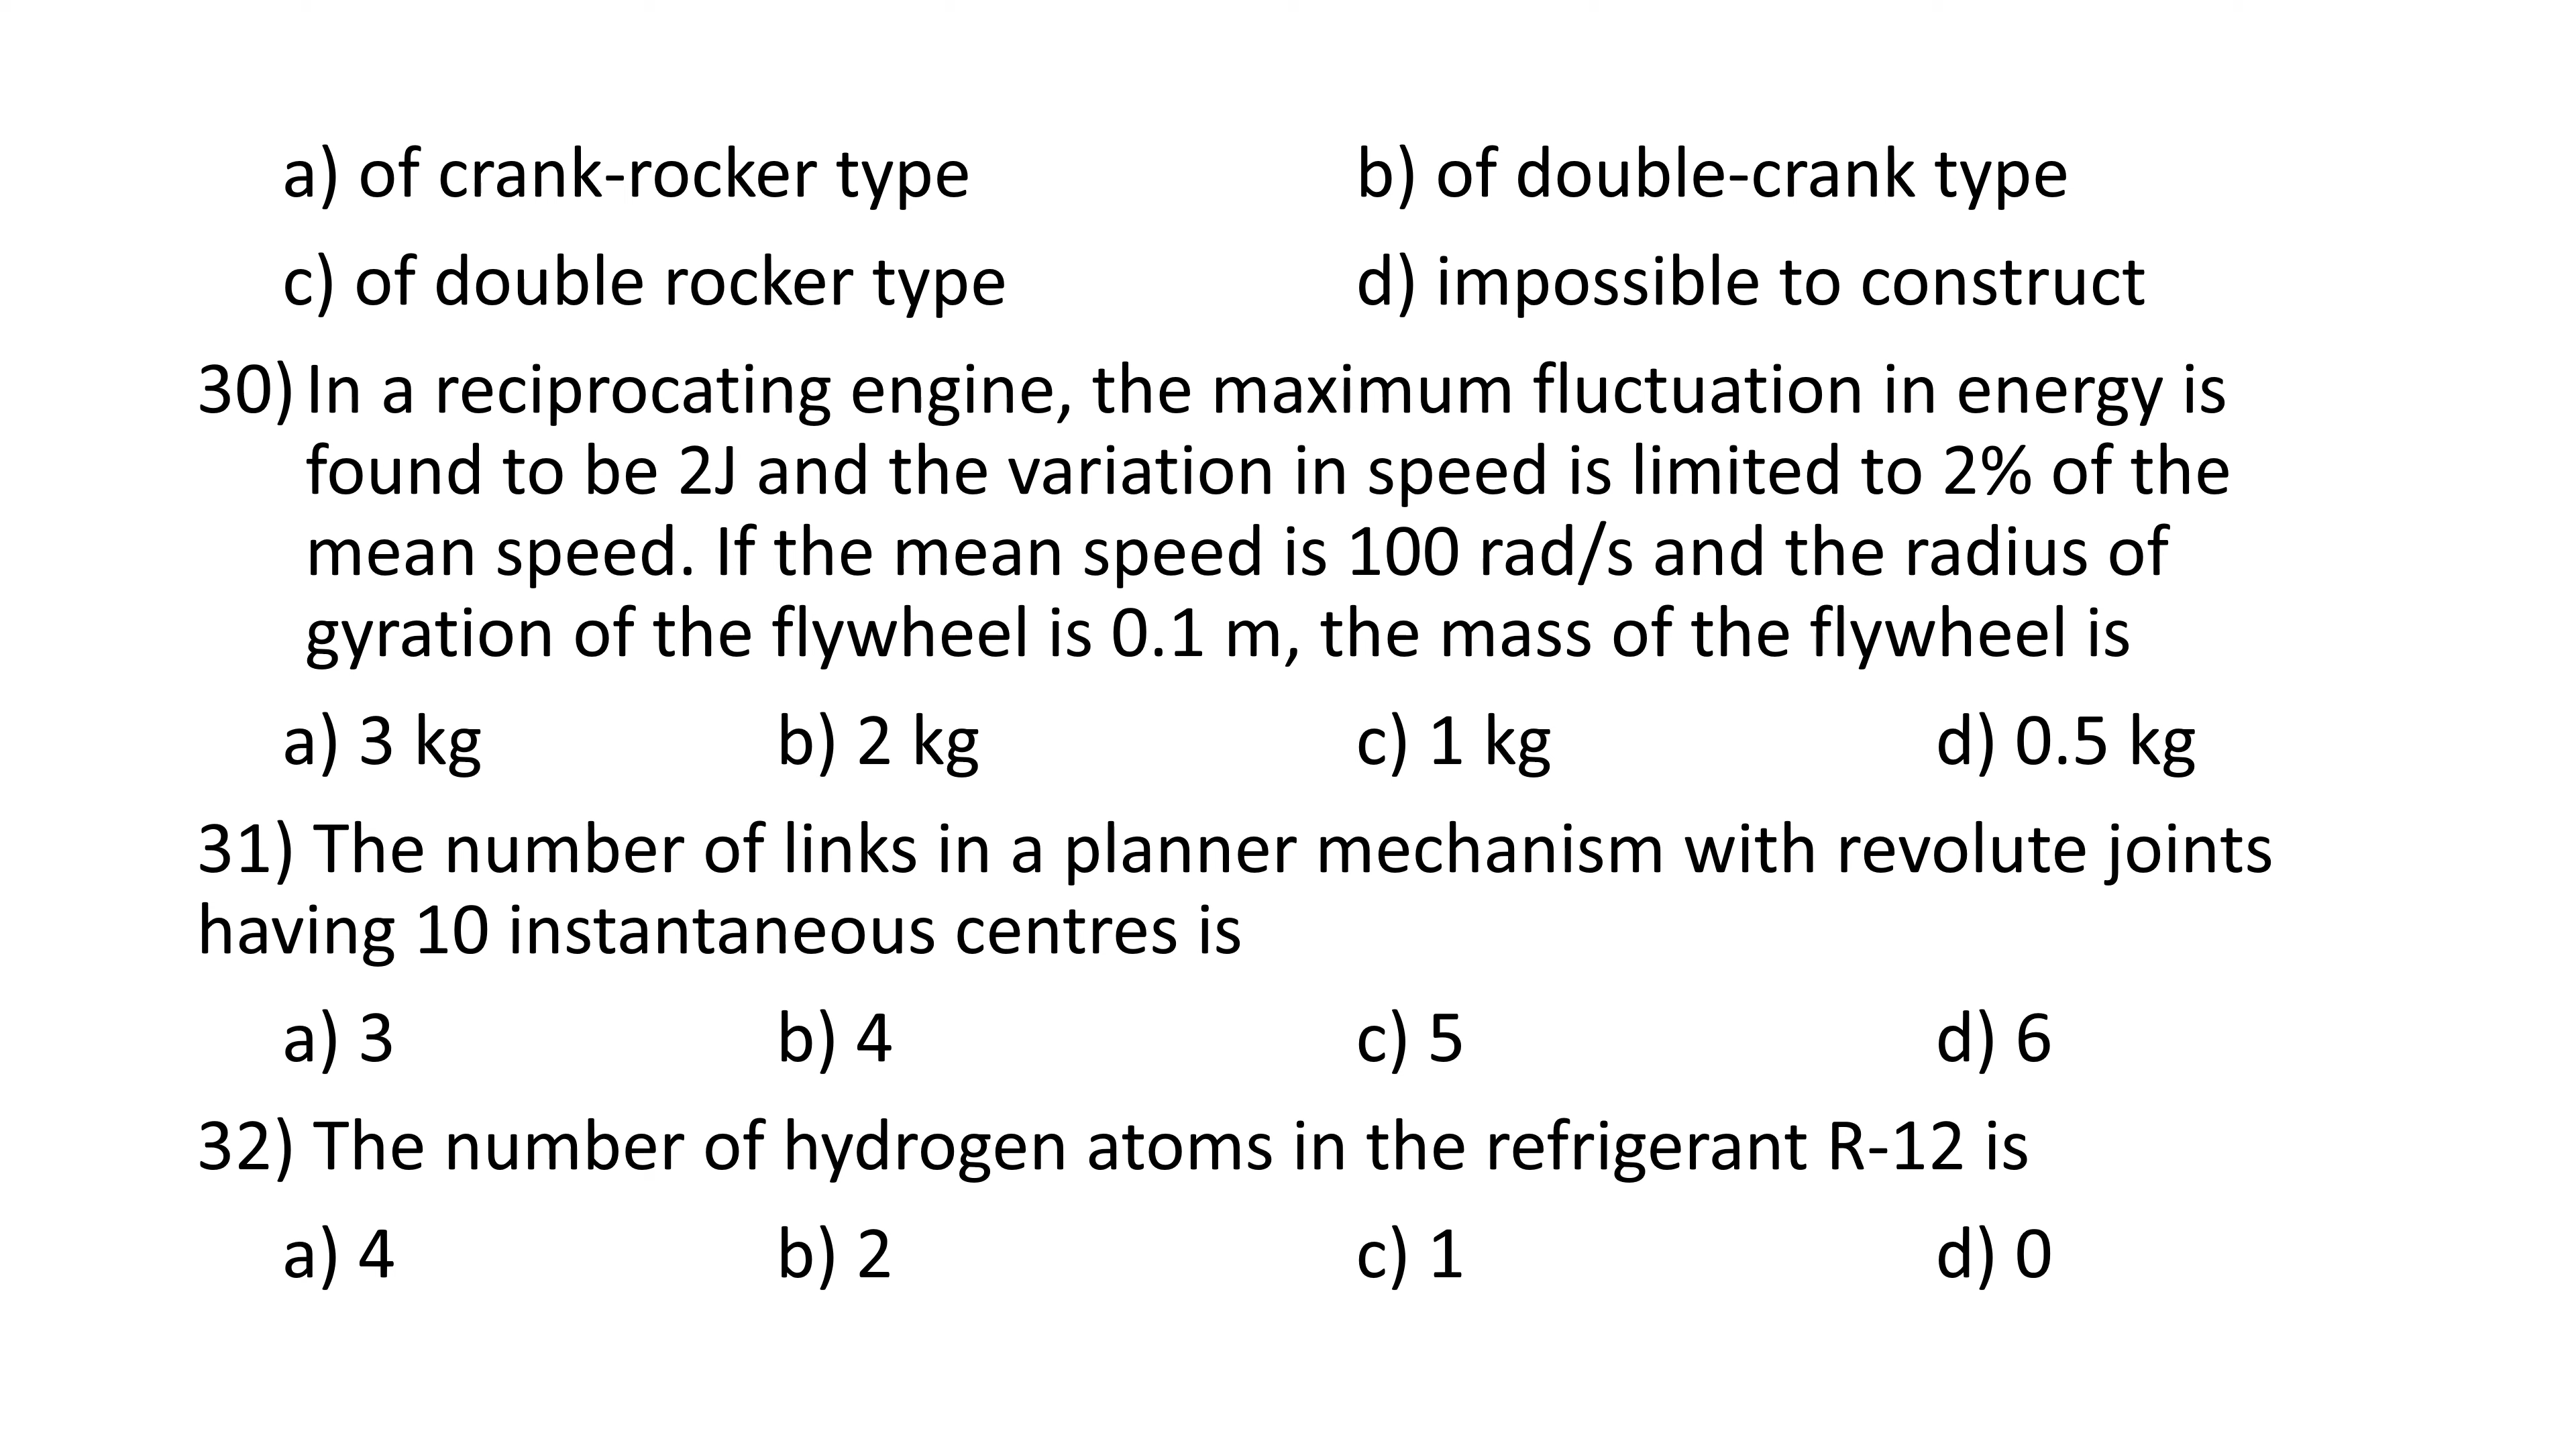 a) of crank-rocker type b) of double-crank type
c) of double rocker type d) impossible to construct
30) In a reciprocating engine, the maximum fluctuation in energy is
found to be 2J and the variation in speed is limited to 2% of the
mean speed. If the mean speed is 100 rad/s and the radius of
gyration of the flywheel is 0.1 m, the mass of the flywheel is
a) 3 kg b) 2 kg c) 1 kg d) 0.5 kg
31) The number of links in a planner mechanism with revolute joints
having 10 instantaneous centres is
a) 3 b) 4 c) 5 d) 6
32) The number of hydrogen atoms in the refrigerant R-12 is
a) 4 b) 2 c) 1 d) 0